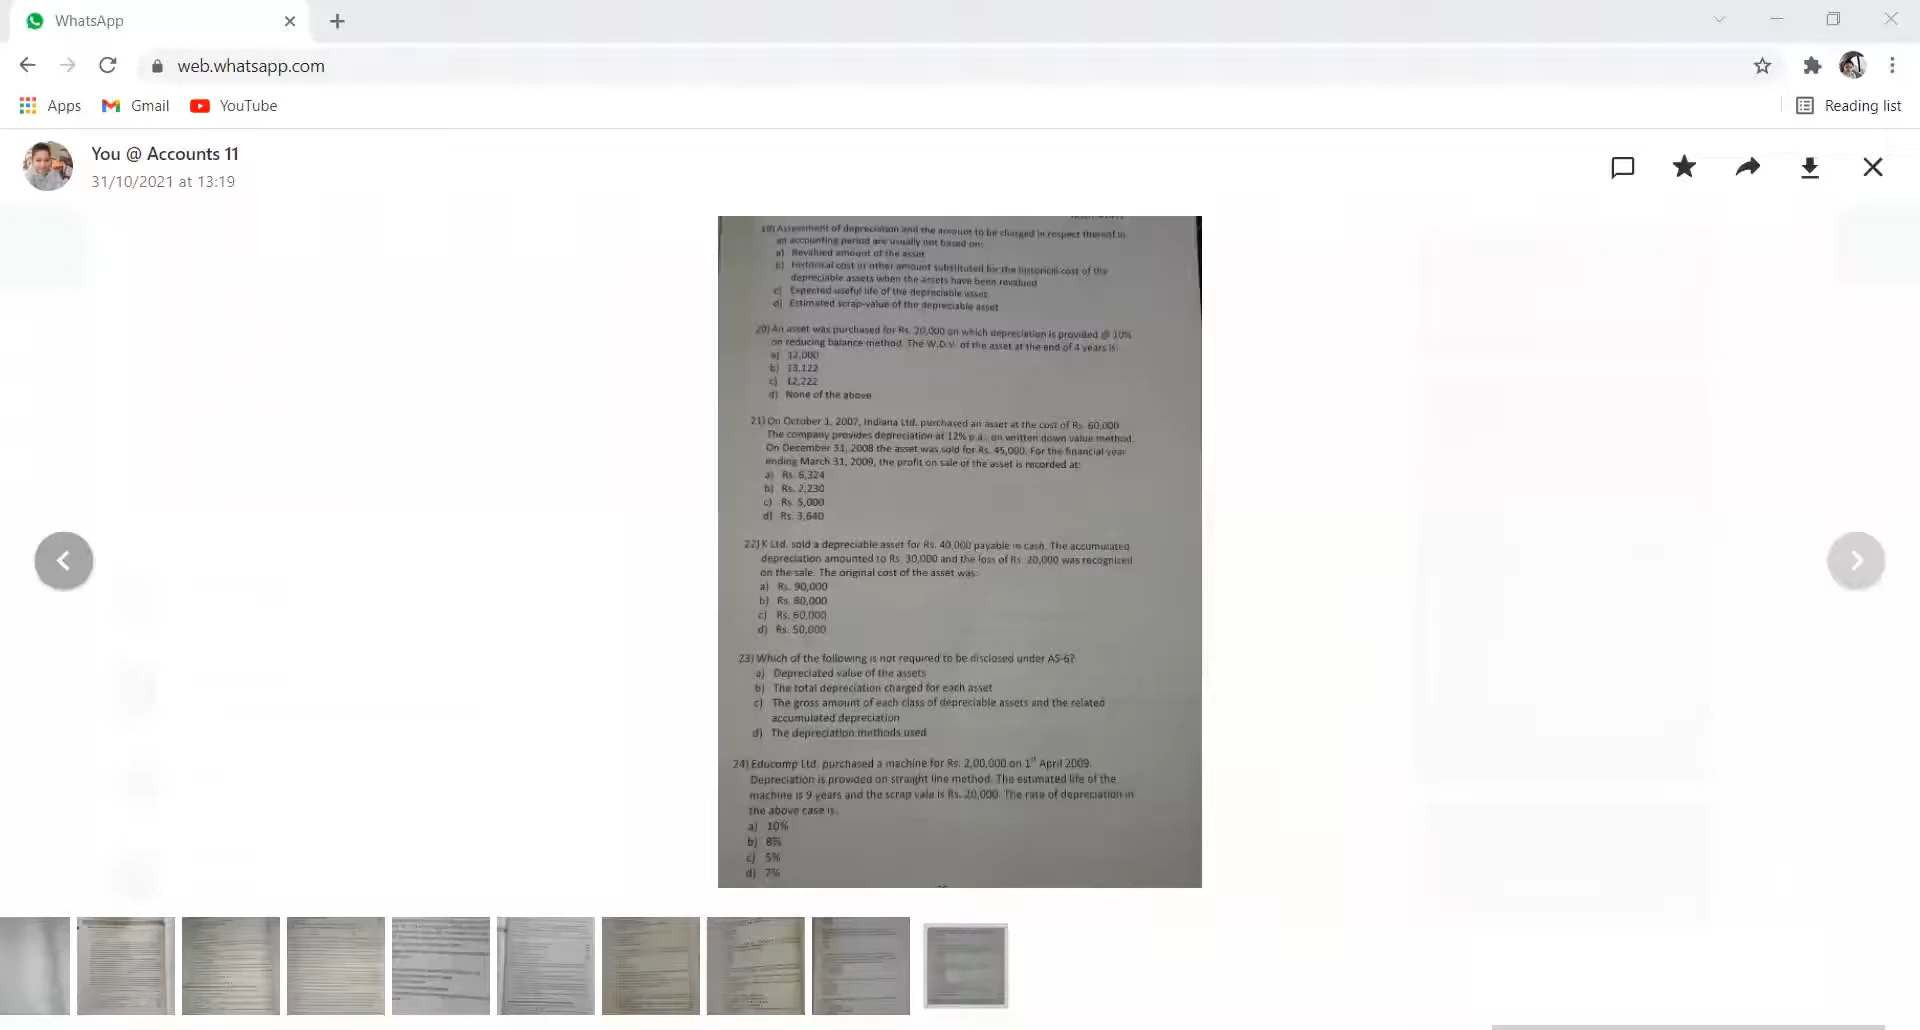 WhatsApp
web.whatsapp.com
Apps
Gmail
YouTube
Reading list
You @ Accounts 11
31/10/2021 at 13:19
19) Assessment of depreciation and the amount to be charged in respect thereof in
an accounting period are usually not based on:
a) Revalued amount of the asset
b) Historical cost or other amount substituted for the historical cost of the
depreciable assets when the assets have been revalued
c) Expected useful life of the depreciable asset
d) Estimated scrap-value of the depreciable asset
20) An asset was purchased for Rs. 20,000 on which depreciation is provided @ 10%
on reducing balance method. The W.D.V. of the asset at the end of 4 years is:
a) 12,000
b) 13,122
c) 12,222
d) None of the above
21) On October 1, 2007, Indiana Ltd. purchased an asset at the cost of Rs. 60,000
The company provides depreciation at 12% p.a., on written down value method.
On December 31, 2008 the asset was sold for Rs. 45,000. For the financial year
ending March 31, 2009, the profit on sale of the asset is recorded at:
a) Rs. 6,324
b) Rs. 2,230
c) Rs. 5,000
d) Rs. 3,640
22) K Ltd. sold a depreciable asset for Rs. 40,000 payable in cash. The accumulated
depreciation amounted to Rs. 30,000 and the loss of Rs. 20,000 was recognized
on the sale. The original cost of the asset was:
a) Rs. 90,000
b) Rs. 80,000
c) Rs. 60,000
d) Rs. 50,000
23) Which of the following is not required to be disclosed under AS-6?
a) Depreciated value of the assets
b) The total depreciation charged for each asset
c) The gross amount of each class of depreciable assets and the related
accumulated depreciation
d) The depreciation methods used
24) Educomp Ltd. purchased a machine for Rs. 2,00,000 on 1st April 2009.
Depreciation is provided on straight line method. The estimated life of the
machine is 9 years and the scrap vale is Rs. 20,000. The rate of depreciation in
the above case is:
a) 10%
b) 8%
c) 5%
d) 7%